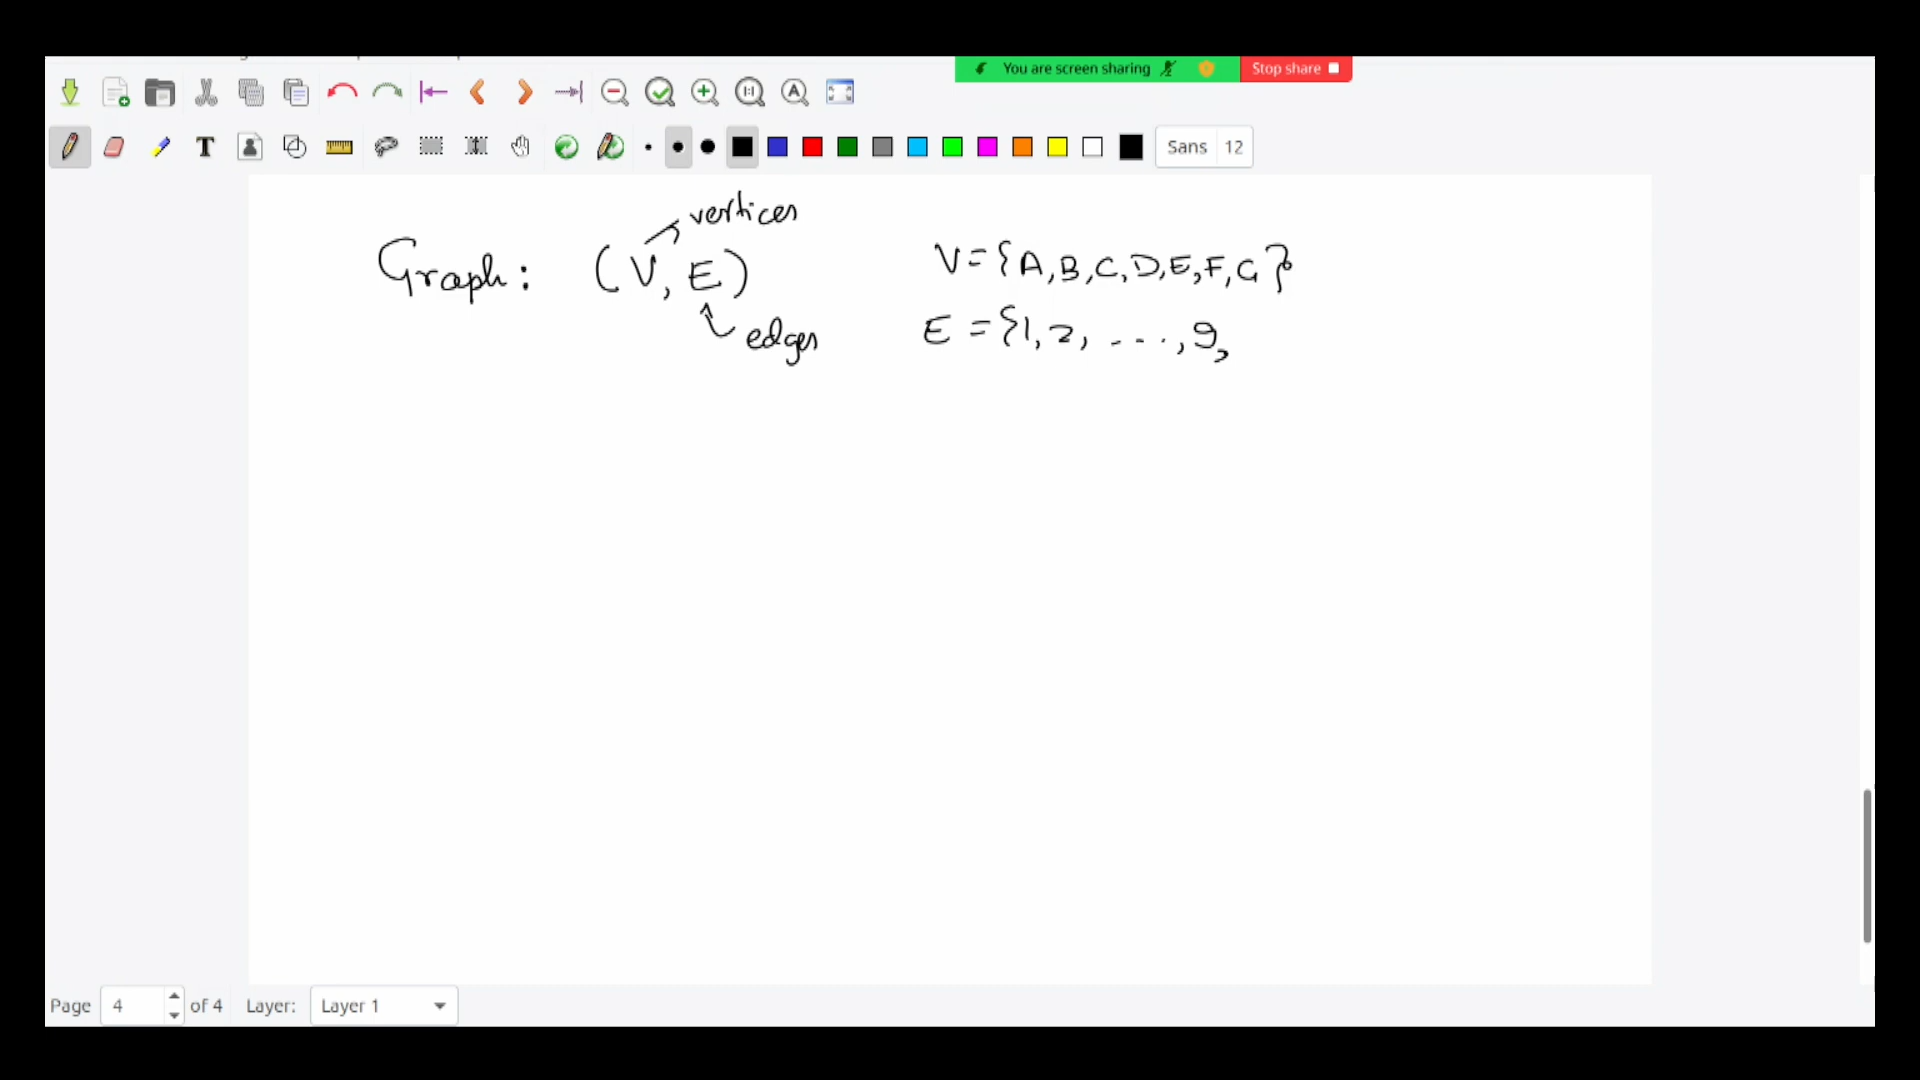 You are screen sharing Stop share
T Sans 12
vertices
Graph: (V, E) V={A,B,C,D,E,F,G}
edges E={1,2, ....,9,
Page 4 of 4 Layer: Layer 1